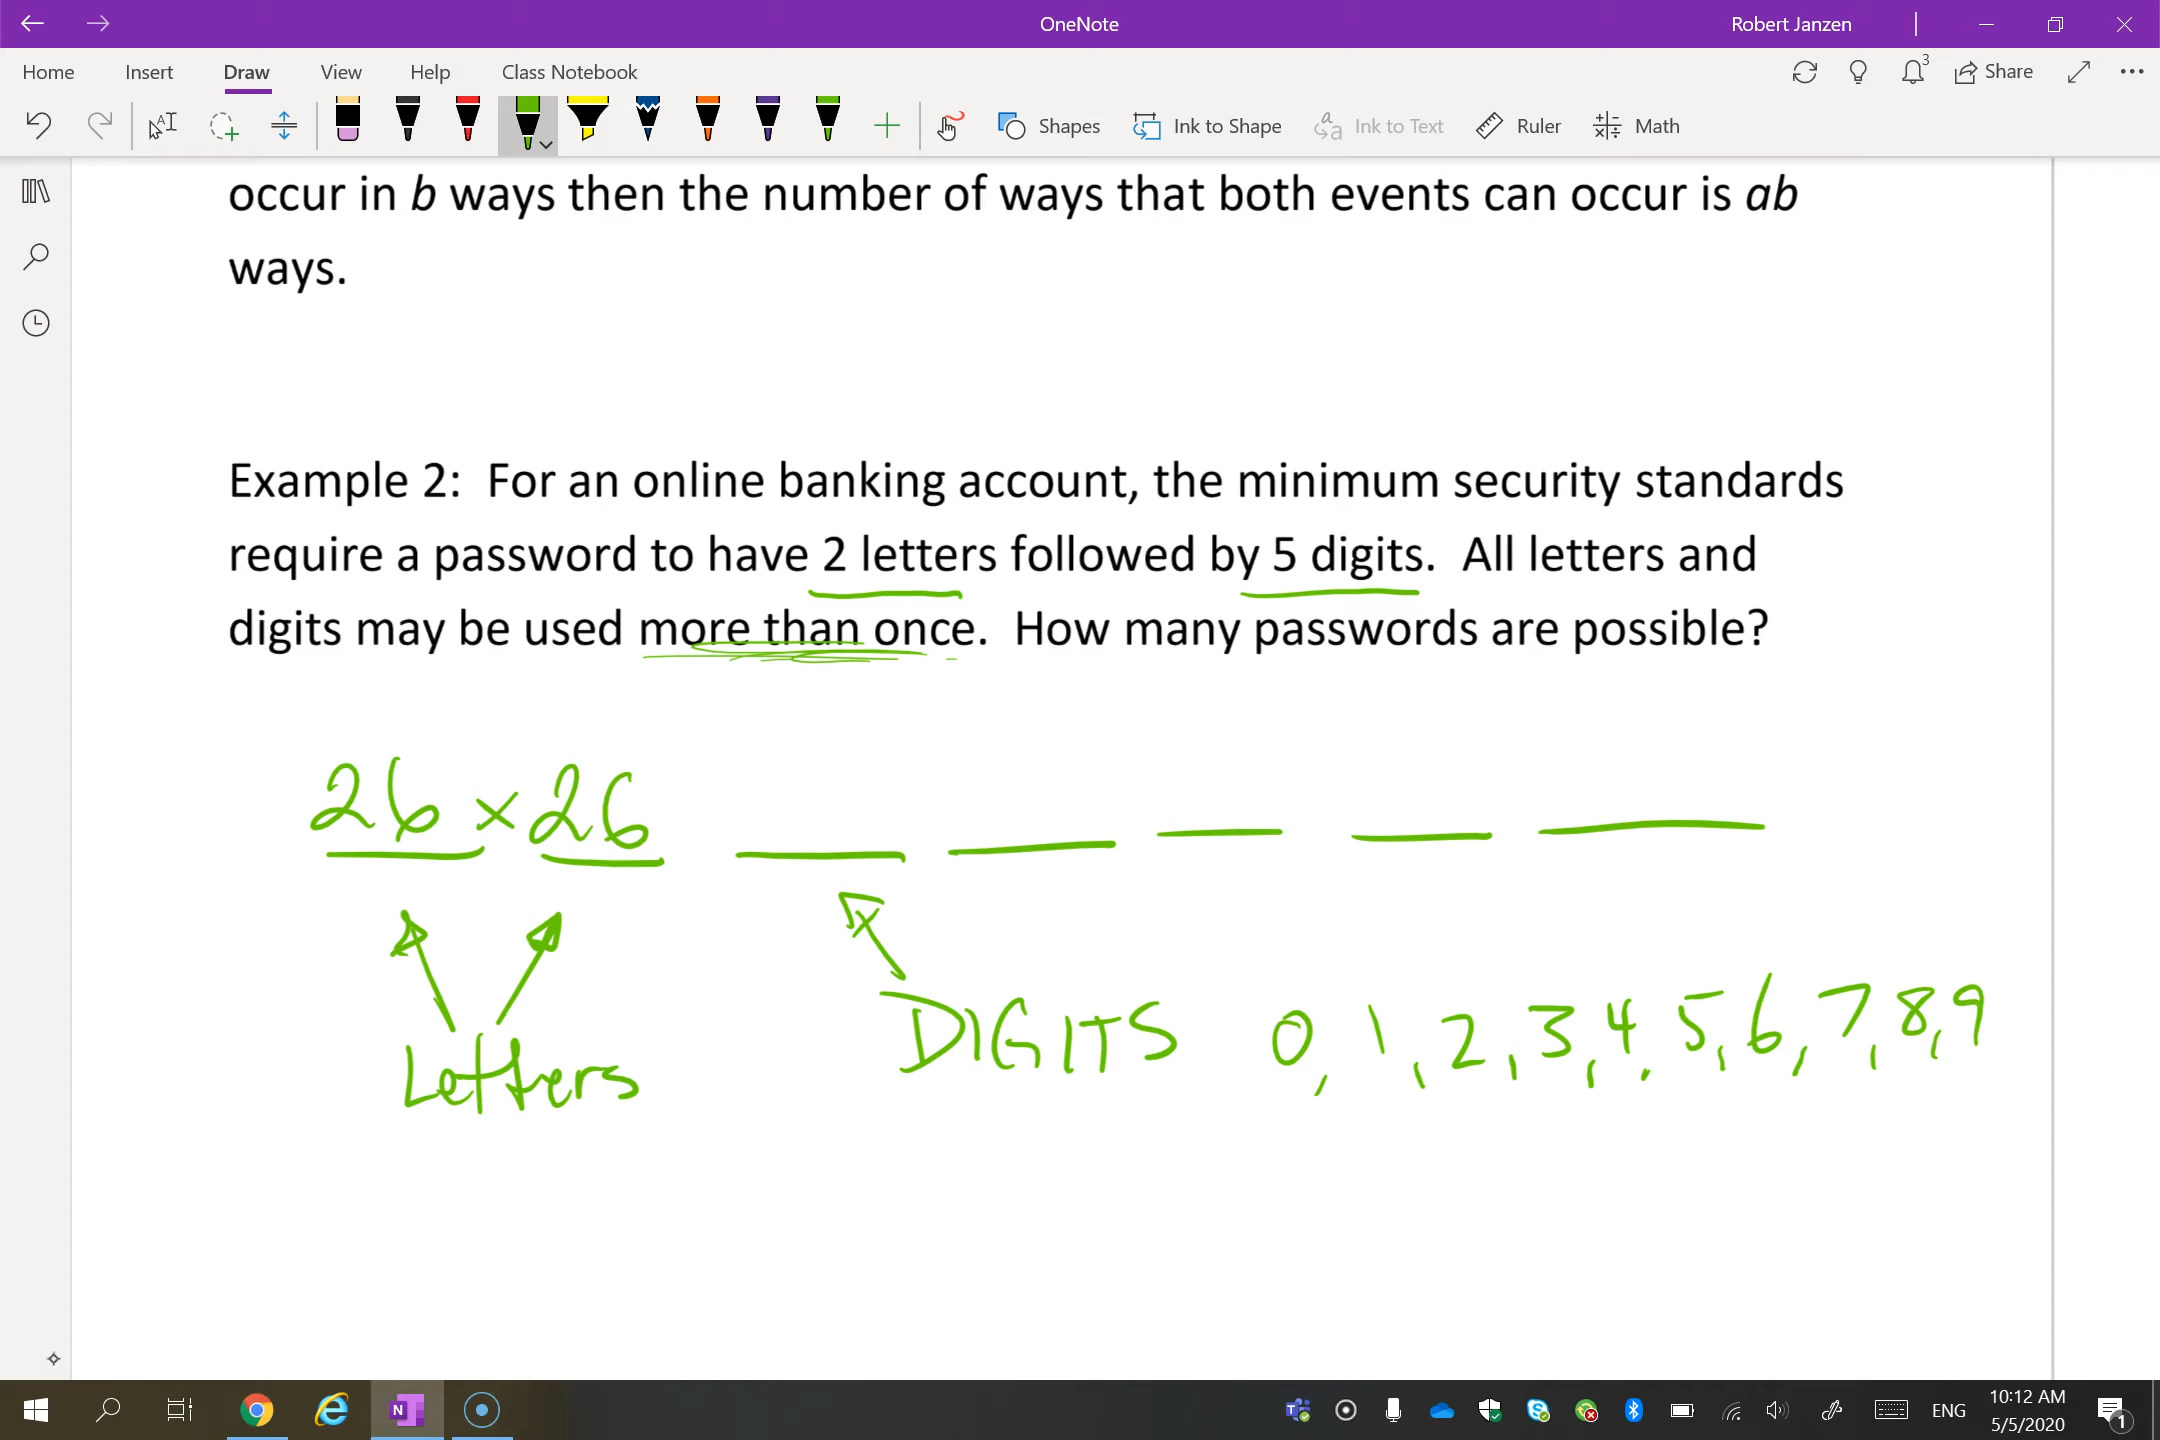 OneNote
Robert Janzen
Home Insert Draw View Help Class Notebook
3
Share
Shapes Ink to Shape Ink to Text Ruler Math
occur in b ways then the number of ways that both events can occur is ab
ways.
Example 2: For an online banking account, the minimum security standards
require a password to have 2 letters followed by 5 digits. All letters and
digits may be used more than once. How many passwords are possible?
26 × 26
Letters
DIGITS 0, 1, 2, 3, 4, 5, 6, 7, 8, 9
ENG
10:12 AM
5/5/2020
1